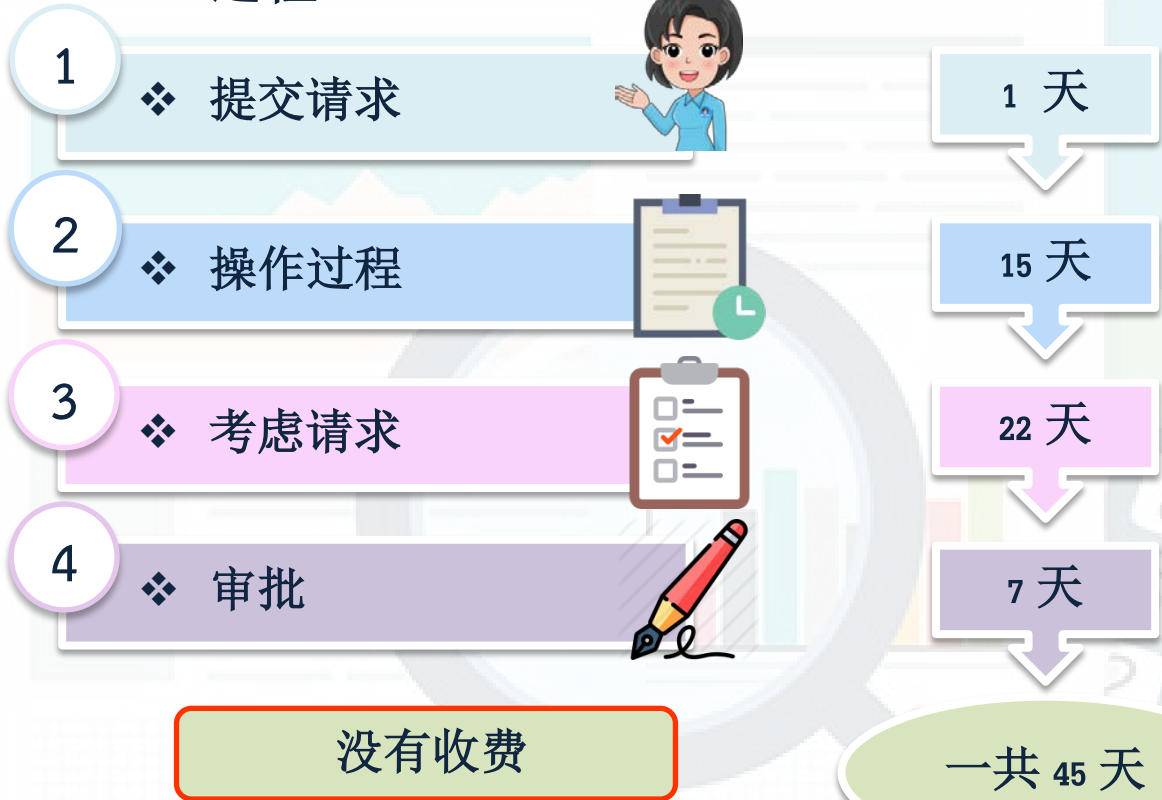 1
❖ 提交请求
1 天
2
❖ 操作过程
15 天
3
❖ 考虑请求
22 天
4
❖ 审批
7 天
没有收费
一共 45 天